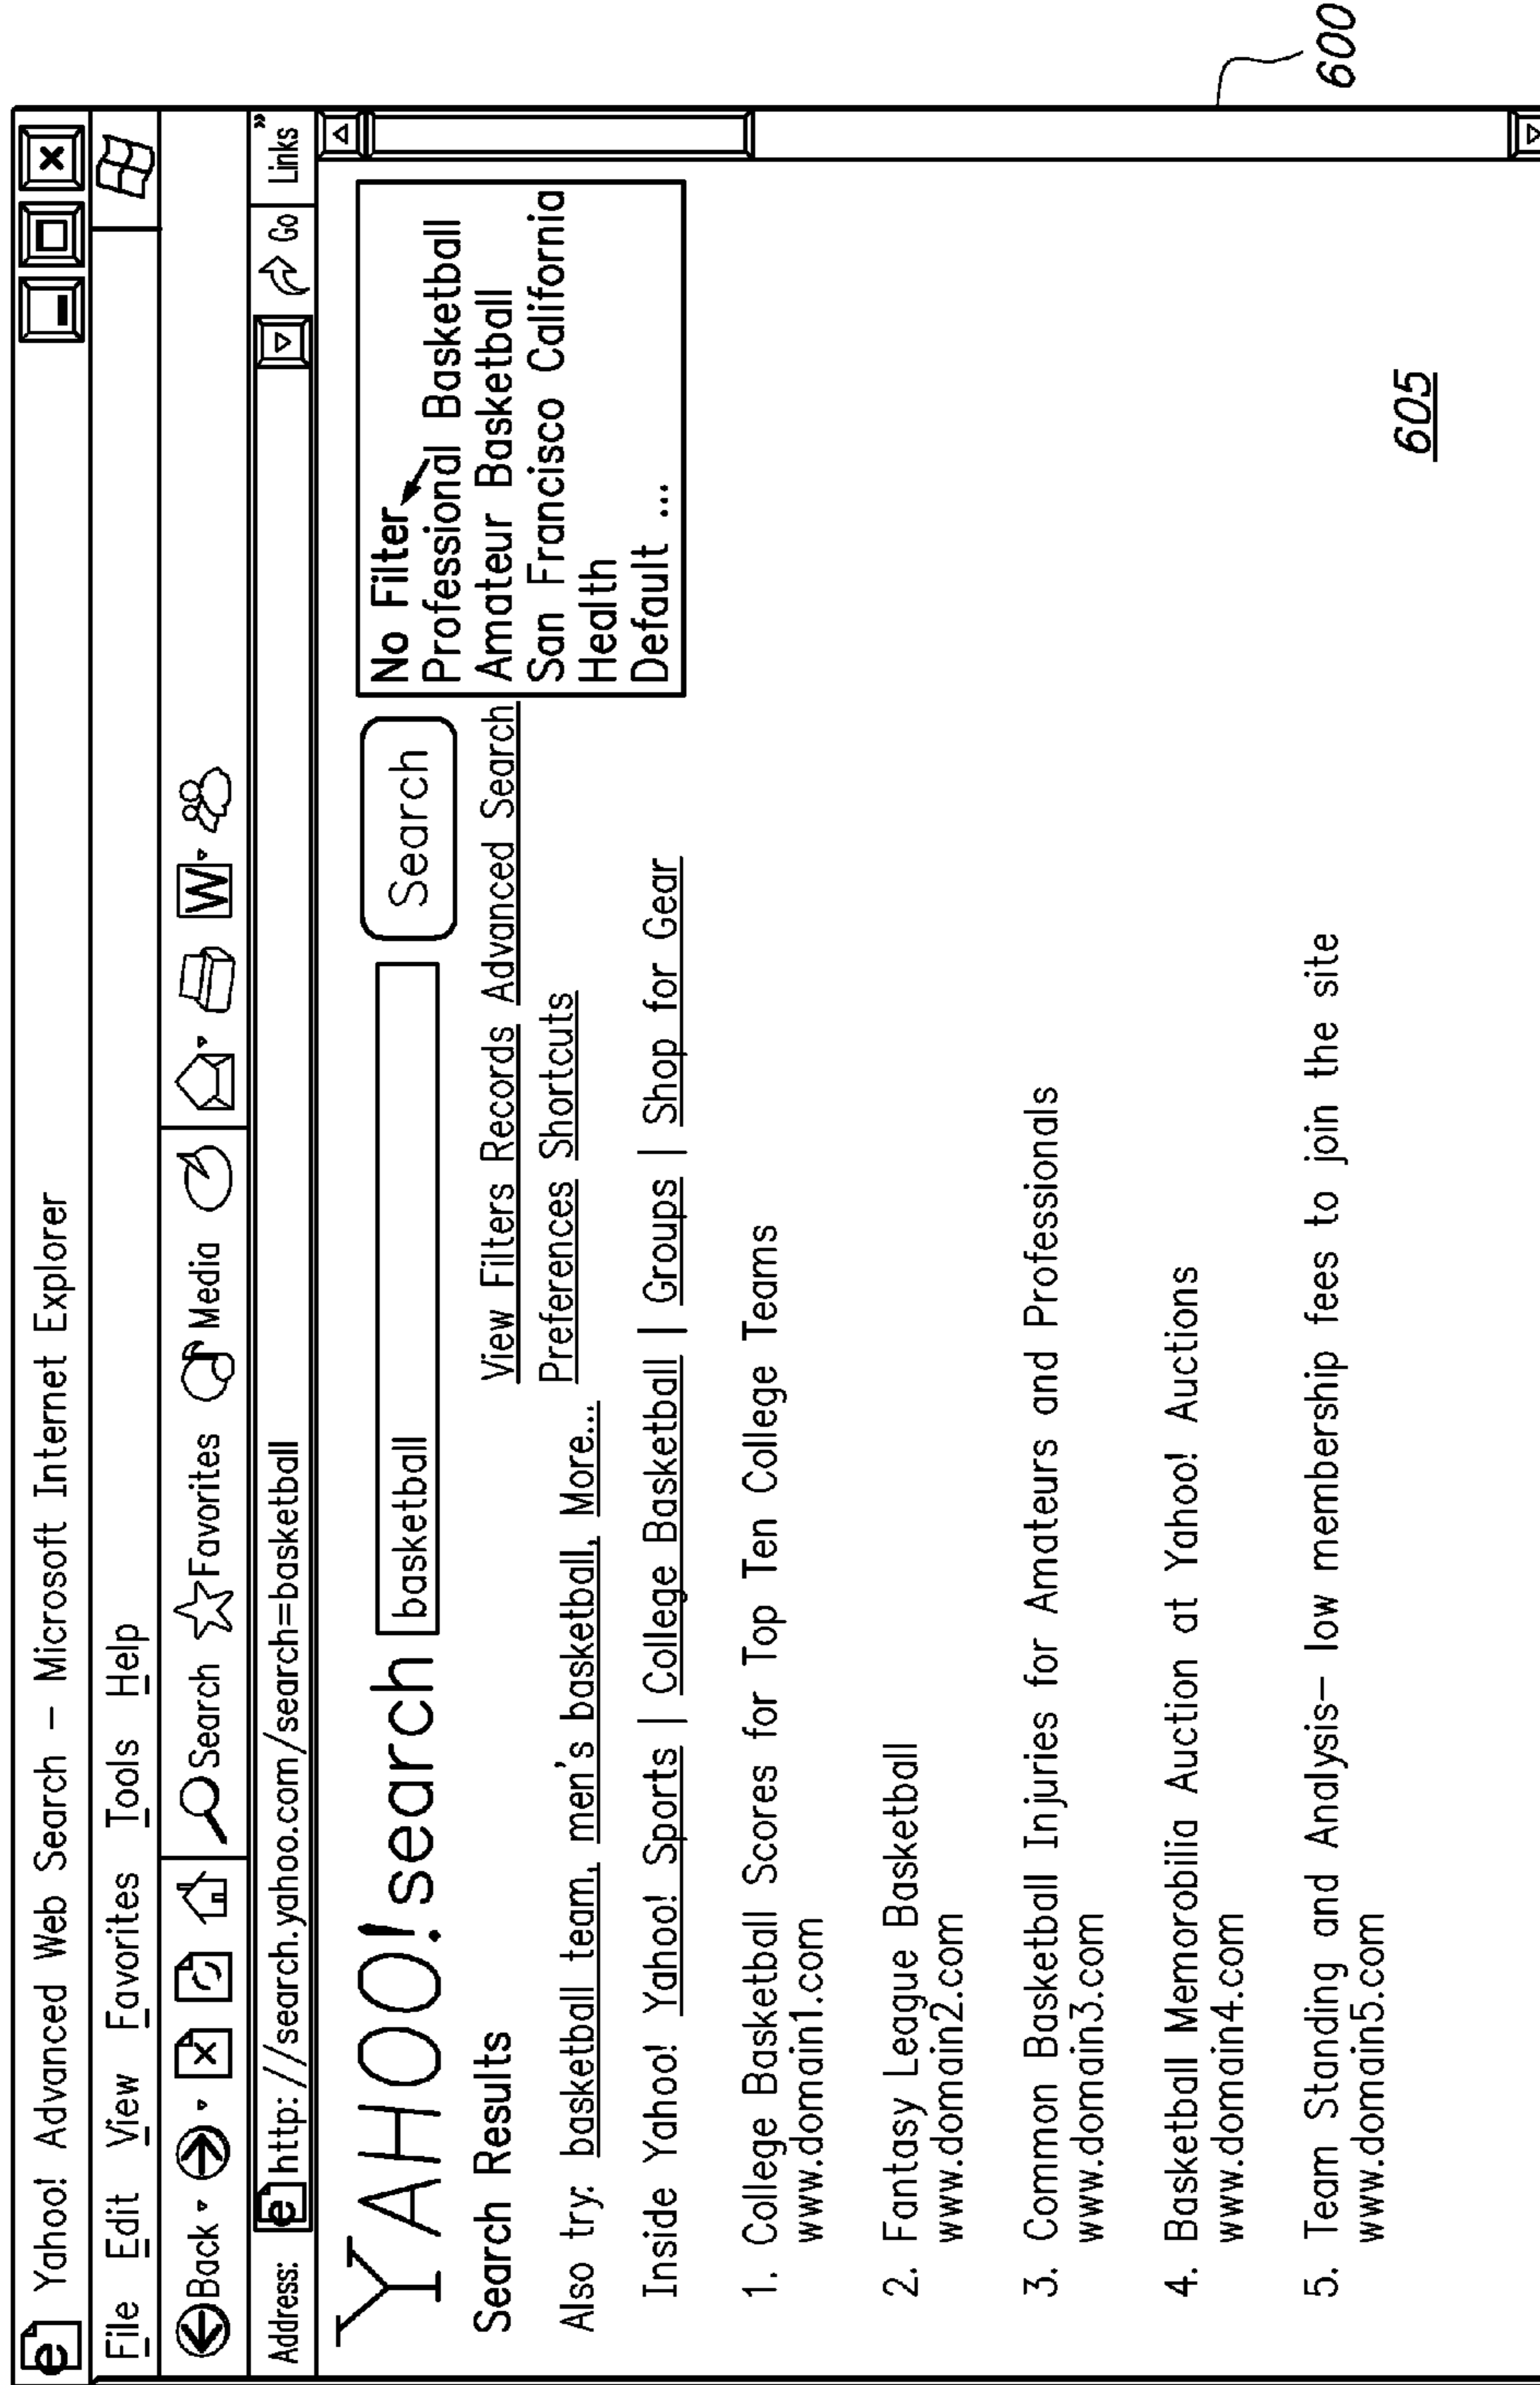 Yahoo! Advanced Web Search – Microsoft Internet Explorer
File Edit View Favorites Tools Help
Back Search Favorites Media W
Address: http://search.yahoo.com/search=basketball Go Links »
YAHOO!search basketball Search
No Filter
Professional Basketball
Amateur Basketball
San Francisco California
Health
Default ...
View Filters Records Advanced Search
Preferences Shortcuts
Search Results
Also try: basketball team, men's basketball, More...
Inside Yahoo! Yahoo! Sports | College Basketball | Groups | Shop for Gear
1. College Basketball Scores for Top Ten College Teams
www.domain1.com
2. Fantasy League Basketball
www.domain2.com
3. Common Basketball Injuries for Amateurs and Professionals
www.domain3.com
4. Basketball Memorobilia Auction at Yahoo! Auctions
www.domain4.com
5. Team Standing and Analysis– low membership fees to join the site
www.domain5.com
605
600